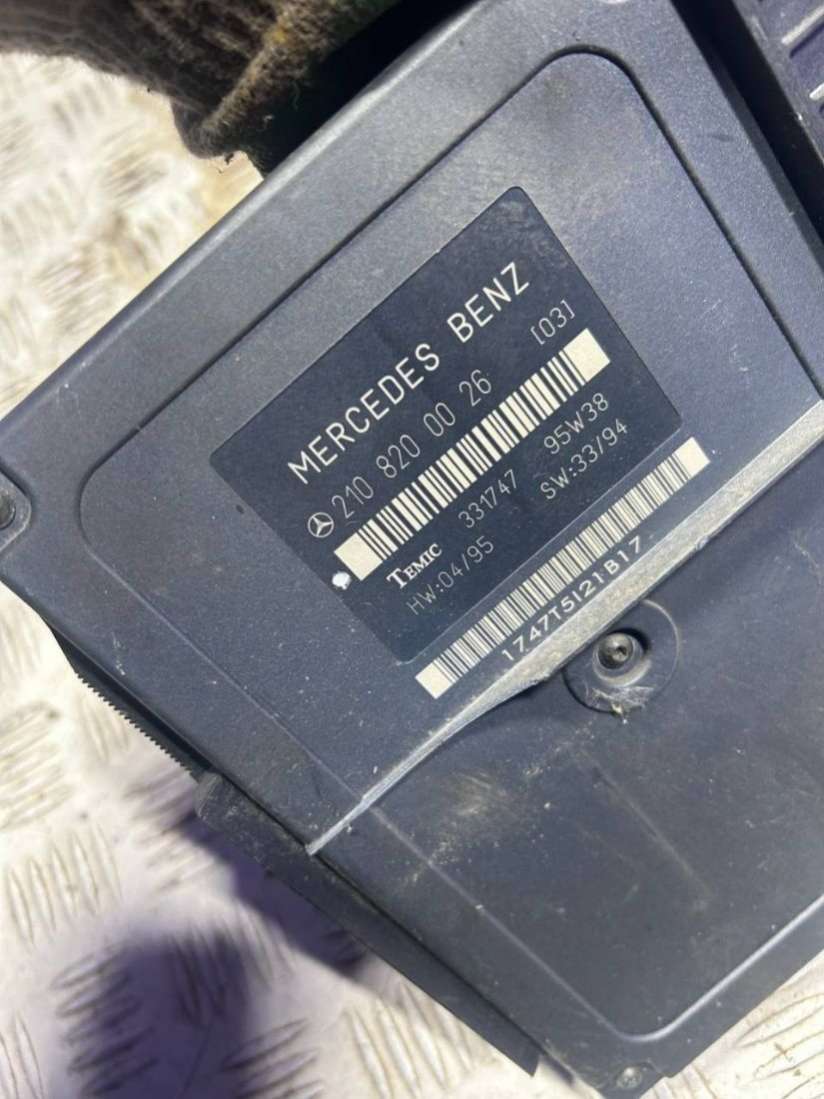 MERCEDES BENZ
210 820 00 26 [03]
TEMIC 331747 95W38
HW:04/95 SW:33/94
1747T5121B17